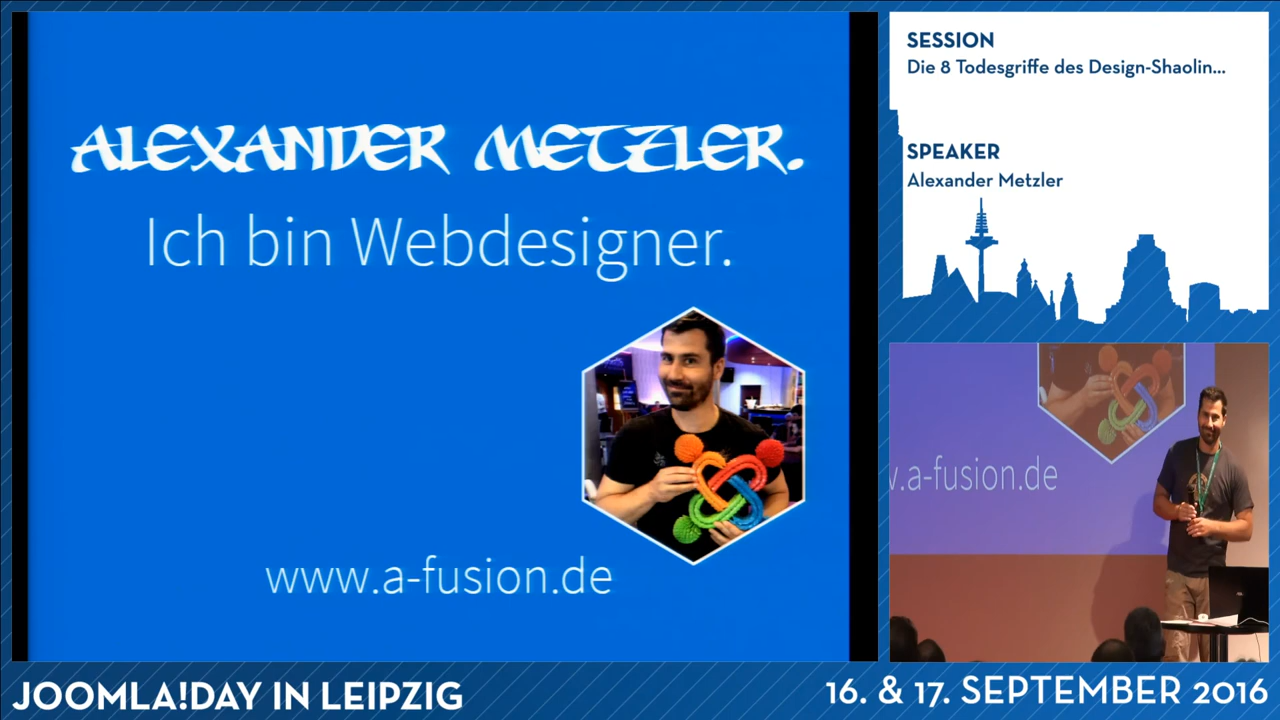 ALEXANDER METZLER.
Ich bin Webdesigner.
www.a-fusion.de
SESSION
Die 8 Todesgriffe des Design-Shaolin...
SPEAKER
Alexander Metzler
.a-fusion.de
JOOMLA!DAY IN LEIPZIG
16. & 17. SEPTEMBER 2016